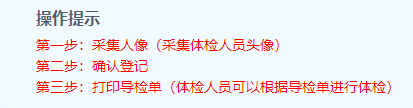 操作提示
第一步：采集人像（采集体检人员头像）
第二步：确认登记
第三步：打印导检单（体检人员可以根据导检单进行体检）